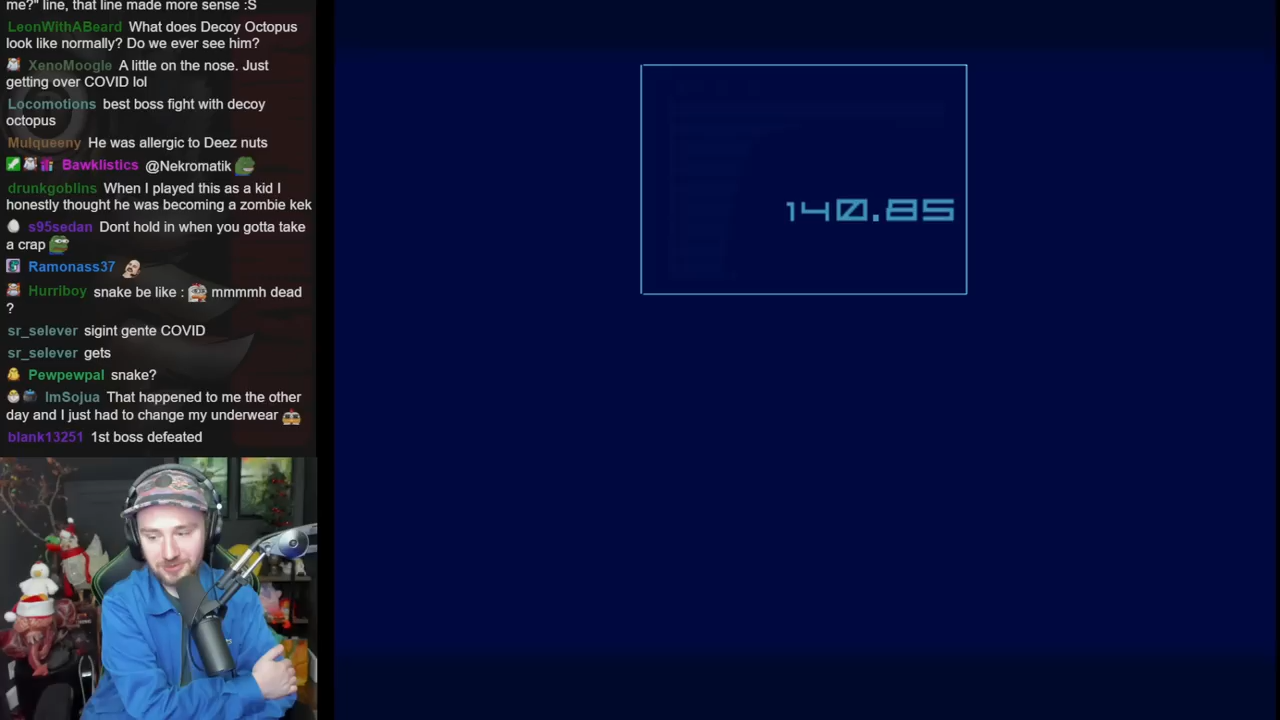 me?" line, that line made more sense :S
LeonWithABeard What does Decoy Octopus
look like normally? Do we ever see him?
XenoMoogle A little on the nose. Just
getting over COVID lol
Locomotions best boss fight with decoy
octopus
Mulqueeny He was allergic to Deez nuts
Bawklistics @Nekromatik
drunkgoblins When I played this as a kid I
honestly thought he was becoming a zombie kek
s95sedan Dont hold in when you gotta take
a crap
Ramonass37
Hurriboy snake be like : mmmmh dead
?
sr_selever sigint gente COVID
sr_selever gets
Pewpewpal snake?
ImSojua That happened to me the other
day and I just had to change my underwear
blank13251 1st boss defeated
140.85